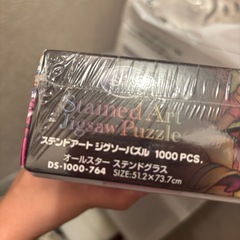 Stained Art
Jigsaw Puzzle
ステンドアート ジグソーパズル 1000 PCS.
オールスター ステンドグラス
DS-1000-764 SIZE:51.2×73.7cm